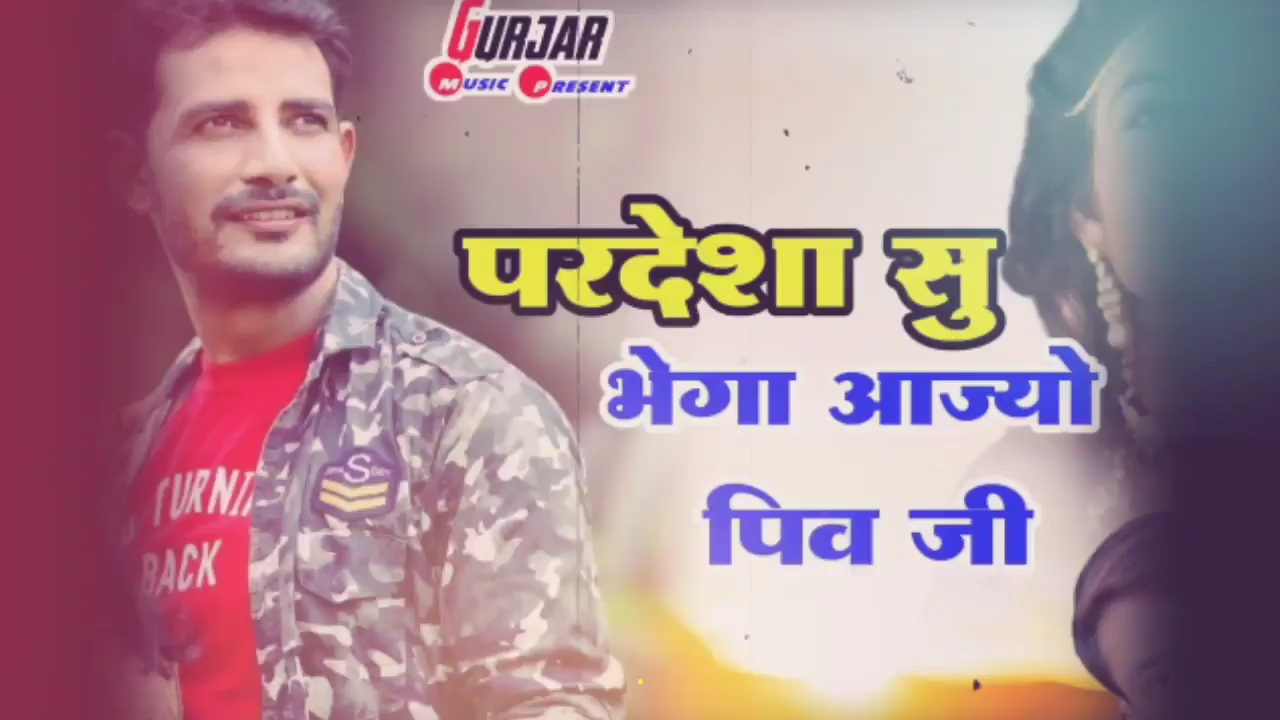 GURJAR
MUSIC PRESENT
परदेशा सु
भेगा आज्यो
पिव जी
S
TURNI
BACK